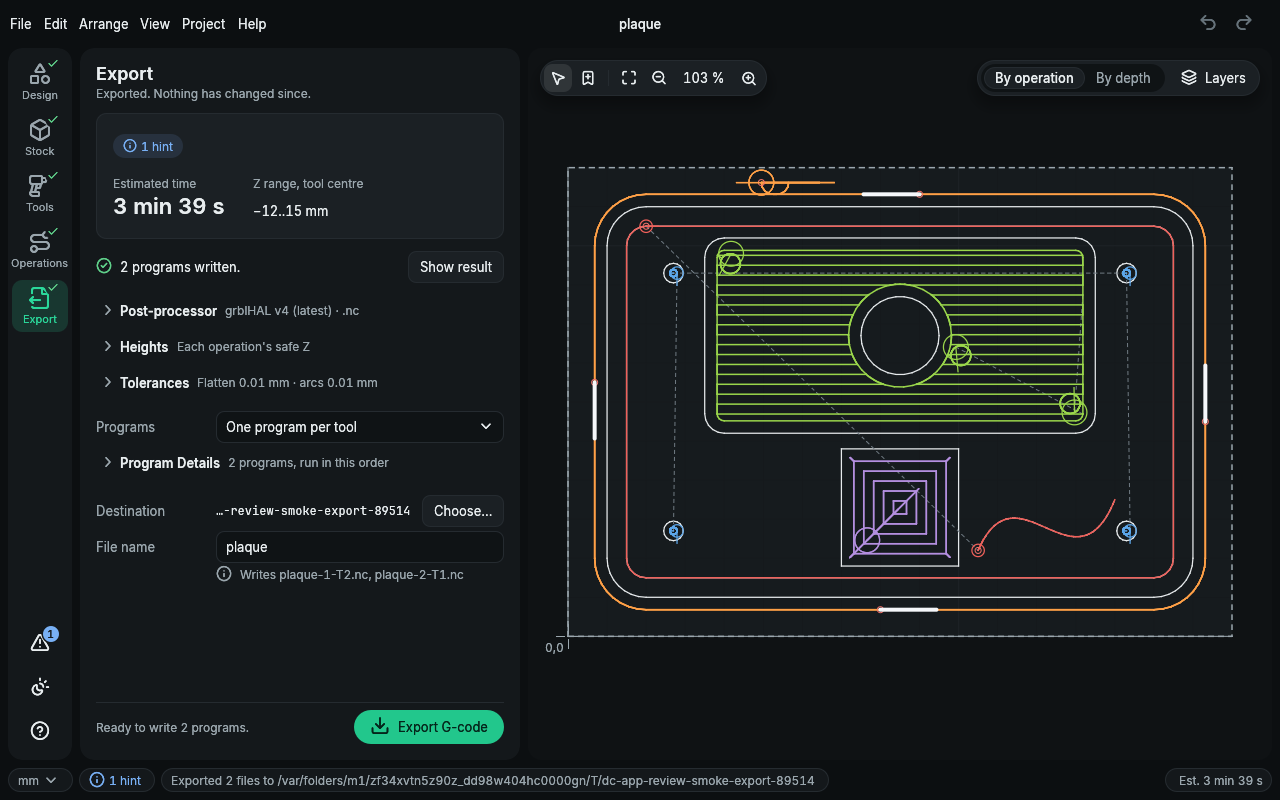 File Edit Arrange View Project Help
plaque
Design
Stock
Tools
Operations
Export
1
Export
Exported. Nothing has changed since.
1 hint
Estimated time
3 min 39 s
Z range, tool centre
−12..15 mm
2 programs written.
Show result
Post-processor grblHAL v4 (latest) · .nc
Heights Each operation's safe Z
Tolerances Flatten 0.01 mm · arcs 0.01 mm
Programs One program per tool
Program Details 2 programs, run in this order
Destination …-review-smoke-export-89514 Choose...
File name plaque
Writes plaque-1-T2.nc, plaque-2-T1.nc
Ready to write 2 programs.
Export G-code
103 %
By operation By depth Layers
0,0
mm
1 hint
Exported 2 files to /var/folders/m1/zf34xvtn5z90z_dd98w404hc0000gn/T/dc-app-review-smoke-export-89514
Est. 3 min 39 s